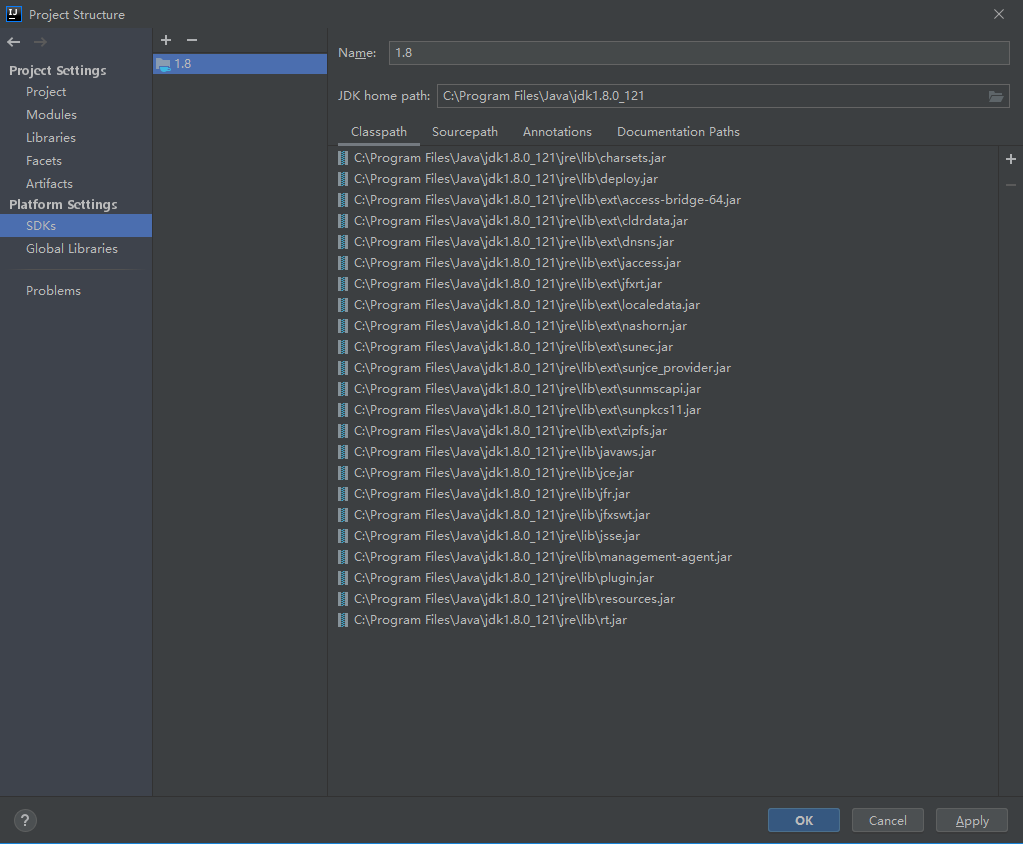 IJ Project Structure
Project Settings
Project
Modules
Libraries
Facets
Artifacts
Platform Settings
SDKs
Global Libraries
Problems
1.8
Name: 1.8
JDK home path: C:\Program Files\Java\jdk1.8.0_121
Classpath Sourcepath Annotations Documentation Paths
C:\Program Files\Java\jdk1.8.0_121\jre\lib\charsets.jar
C:\Program Files\Java\jdk1.8.0_121\jre\lib\deploy.jar
C:\Program Files\Java\jdk1.8.0_121\jre\lib\ext\access-bridge-64.jar
C:\Program Files\Java\jdk1.8.0_121\jre\lib\ext\cldrdata.jar
C:\Program Files\Java\jdk1.8.0_121\jre\lib\ext\dnsns.jar
C:\Program Files\Java\jdk1.8.0_121\jre\lib\ext\jaccess.jar
C:\Program Files\Java\jdk1.8.0_121\jre\lib\ext\jfxrt.jar
C:\Program Files\Java\jdk1.8.0_121\jre\lib\ext\localedata.jar
C:\Program Files\Java\jdk1.8.0_121\jre\lib\ext\nashorn.jar
C:\Program Files\Java\jdk1.8.0_121\jre\lib\ext\sunec.jar
C:\Program Files\Java\jdk1.8.0_121\jre\lib\ext\sunjce_provider.jar
C:\Program Files\Java\jdk1.8.0_121\jre\lib\ext\sunmscapi.jar
C:\Program Files\Java\jdk1.8.0_121\jre\lib\ext\sunpkcs11.jar
C:\Program Files\Java\jdk1.8.0_121\jre\lib\ext\zipfs.jar
C:\Program Files\Java\jdk1.8.0_121\jre\lib\javaws.jar
C:\Program Files\Java\jdk1.8.0_121\jre\lib\jce.jar
C:\Program Files\Java\jdk1.8.0_121\jre\lib\jfr.jar
C:\Program Files\Java\jdk1.8.0_121\jre\lib\jfxswt.jar
C:\Program Files\Java\jdk1.8.0_121\jre\lib\jsse.jar
C:\Program Files\Java\jdk1.8.0_121\jre\lib\management-agent.jar
C:\Program Files\Java\jdk1.8.0_121\jre\lib\plugin.jar
C:\Program Files\Java\jdk1.8.0_121\jre\lib\resources.jar
C:\Program Files\Java\jdk1.8.0_121\jre\lib\rt.jar
? OK Cancel Apply